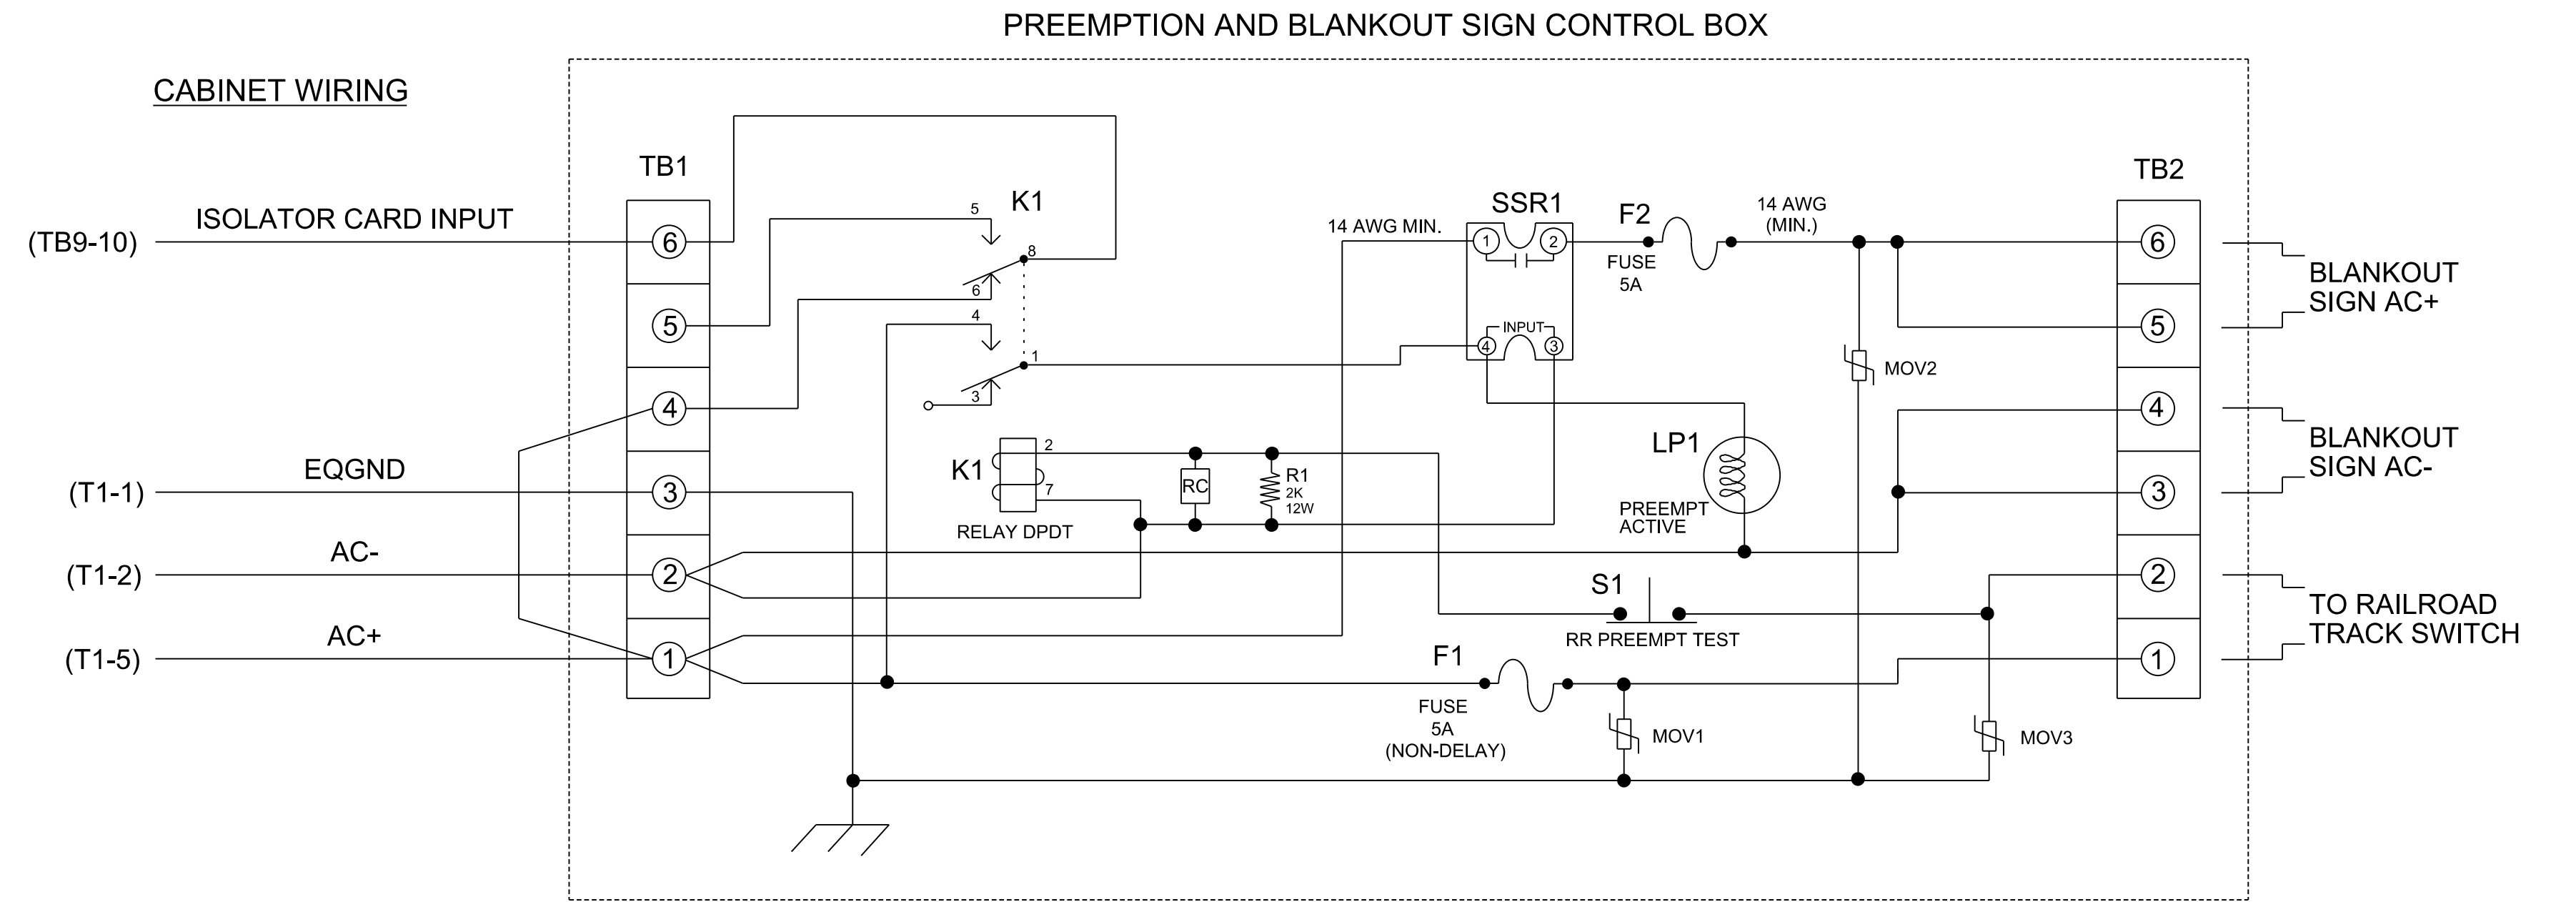 PREEMPTION AND BLANKOUT SIGN CONTROL BOX
CABINET WIRING
TB1
TB2
K1
SSR1
F2
14 AWG
(MIN.)
14 AWG MIN.
ISOLATOR CARD INPUT
(TB9-10)
6
5
8
6
1
2
FUSE
5A
6
BLANKOUT
SIGN AC+
5
4
1
3
INPUT
4
3
5
MOV2
4
4
BLANKOUT
SIGN AC-
EQGND
(T1-1)
3
K1
2
7
RELAY DPDT
RC
R1
2K
12W
LP1
PREEMPT
ACTIVE
3
AC-
(T1-2)
2
S1
RR PREEMPT TEST
2
TO RAILROAD
TRACK SWITCH
AC+
(T1-5)
1
F1
FUSE
5A
(NON-DELAY)
1
MOV1
MOV3